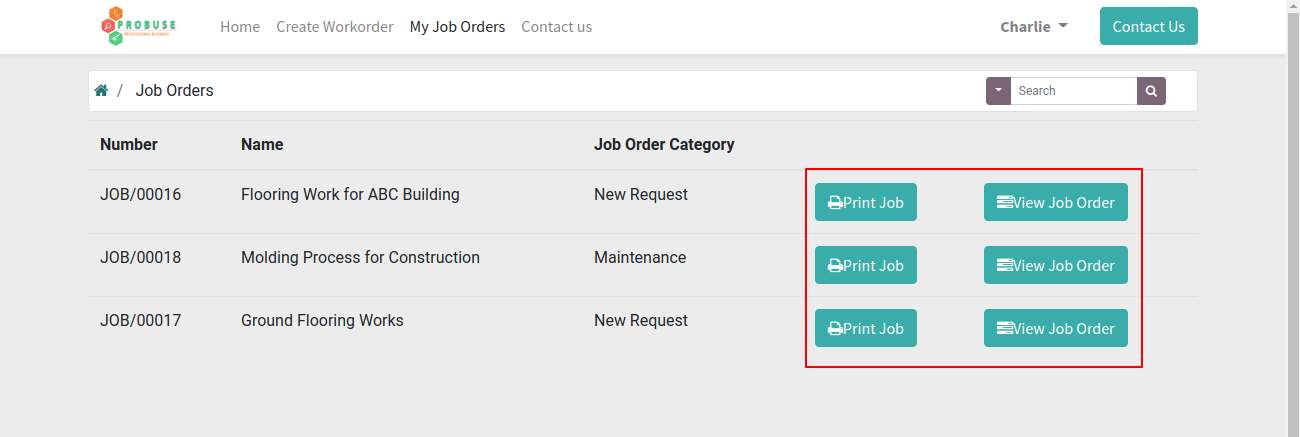 PROBUSE Home Create Workorder My Job Orders Contact us Charlie Contact Us
/ Job Orders Search
Number Name Job Order Category
JOB/00016 Flooring Work for ABC Building New Request Print Job View Job Order
JOB/00018 Molding Process for Construction Maintenance Print Job View Job Order
JOB/00017 Ground Flooring Works New Request Print Job View Job Order